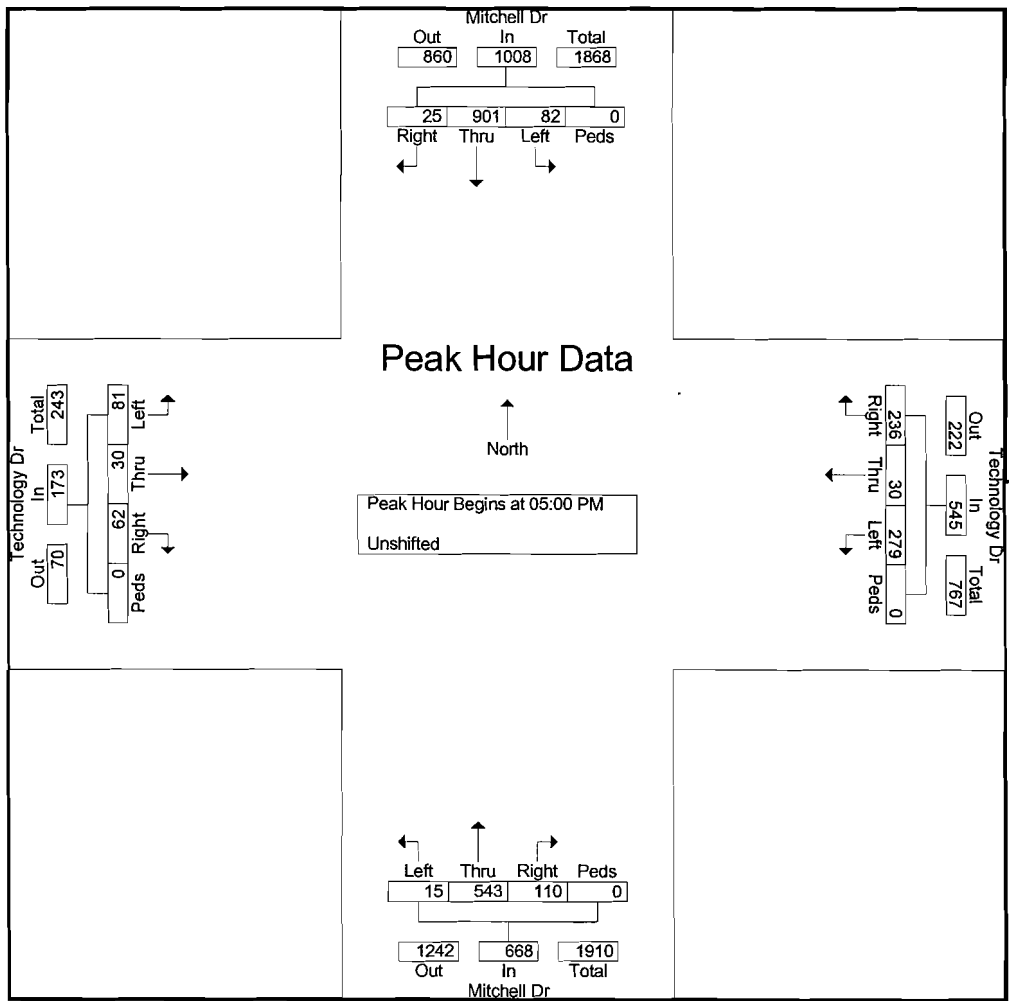 Mitchell Dr
Out In Total
860 1008 1868
25 901 82 0
Right Thru Left Peds
Peak Hour Data
North
Peak Hour Begins at 05:00 PM
Unshifted
Technology Dr
Total In Out
243 173 70
81 30 62 0
Left Thru Right Peds
Technology Dr
Out In Total
222 545 767
236 30 279 0
Right Thru Left Peds
Left Thru Right Peds
15 543 110 0
1242 668 1910
Out In Total
Mitchell Dr